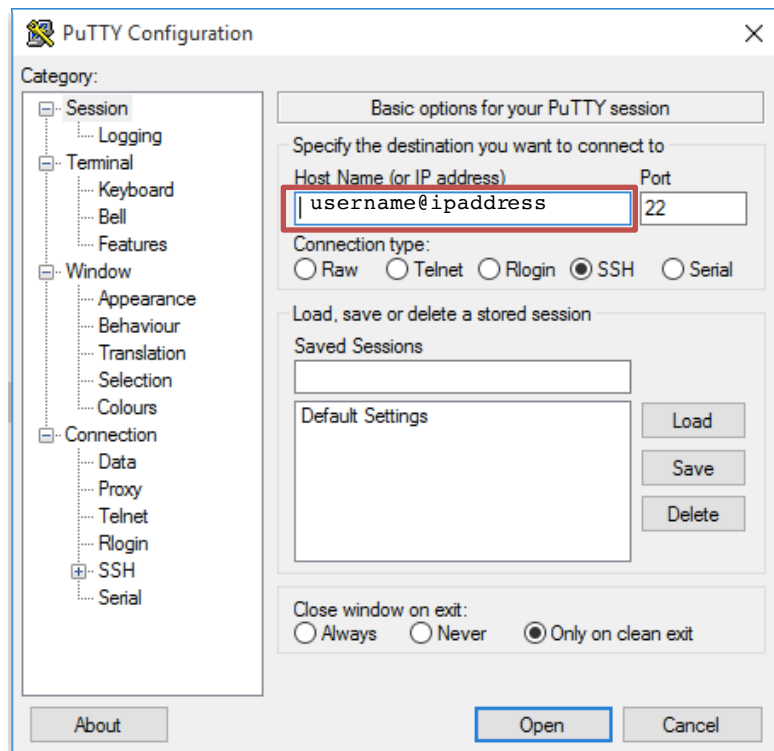 PuTTY Configuration
Category:
Session
Logging
Terminal
Keyboard
Bell
Features
Window
Appearance
Behaviour
Translation
Selection
Colours
Connection
Data
Proxy
Telnet
Rlogin
SSH
Serial
Basic options for your PuTTY session
Specify the destination you want to connect to
Host Name (or IP address) Port
username@ipaddress 22
Connection type:
Raw Telnet Rlogin SSH Serial
Load, save or delete a stored session
Saved Sessions
Default Settings
Load
Save
Delete
Close window on exit:
Always Never Only on clean exit
About Open Cancel